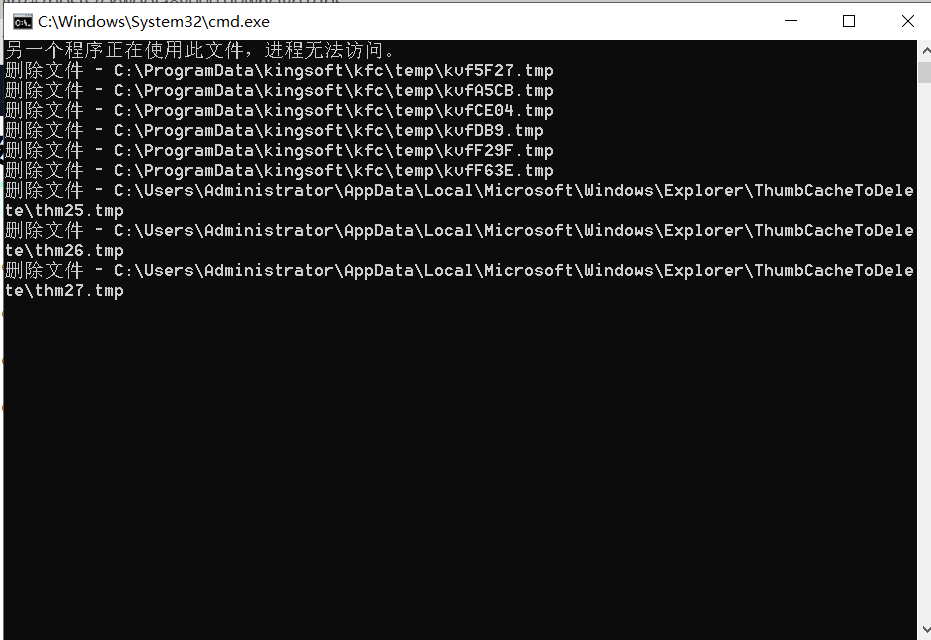 C:\Windows\System32\cmd.exe
另一个程序正在使用此文件，进程无法访问。
删除文件 - C:\ProgramData\kingsoft\kfc\temp\kvf5F27.tmp
删除文件 - C:\ProgramData\kingsoft\kfc\temp\kvfA5CB.tmp
删除文件 - C:\ProgramData\kingsoft\kfc\temp\kvfCE04.tmp
删除文件 - C:\ProgramData\kingsoft\kfc\temp\kvfDB9.tmp
删除文件 - C:\ProgramData\kingsoft\kfc\temp\kvfF29F.tmp
删除文件 - C:\ProgramData\kingsoft\kfc\temp\kvfF63E.tmp
删除文件 - C:\Users\Administrator\AppData\Local\Microsoft\Windows\Explorer\ThumbCacheToDele
te\thm25.tmp
删除文件 - C:\Users\Administrator\AppData\Local\Microsoft\Windows\Explorer\ThumbCacheToDele
te\thm26.tmp
删除文件 - C:\Users\Administrator\AppData\Local\Microsoft\Windows\Explorer\ThumbCacheToDele
te\thm27.tmp